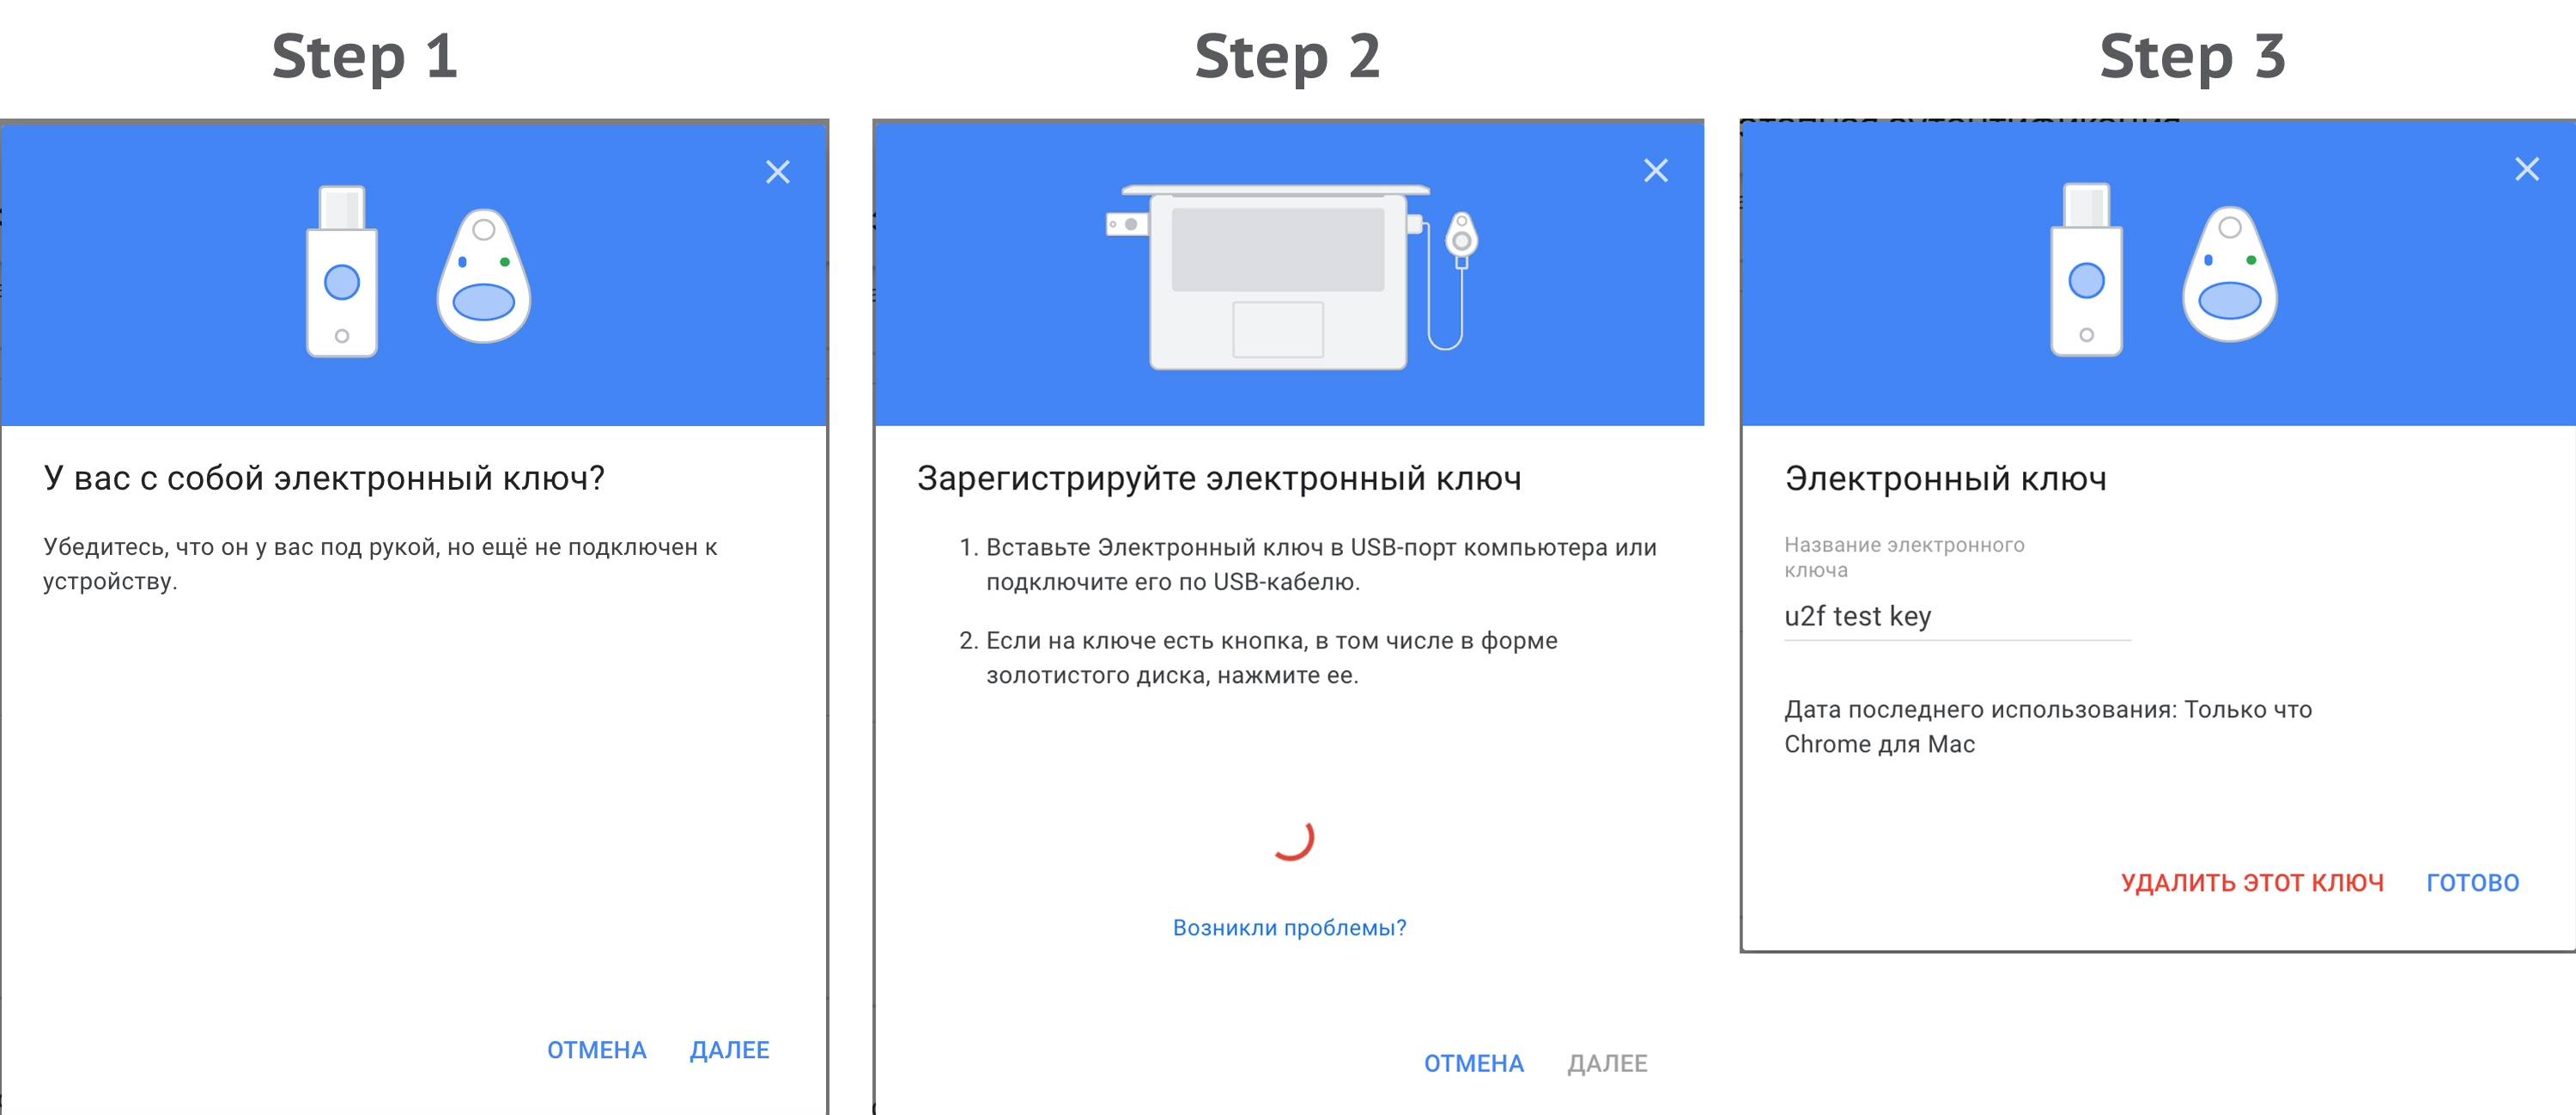 Step 1
У вас с собой электронный ключ?
Убедитесь, что он у вас под рукой, но ещё не подключен к
устройству.
ОТМЕНА ДАЛЕЕ
Step 2
Зарегистрируйте электронный ключ
1. Вставьте Электронный ключ в USB-порт компьютера или
подключите его по USB-кабелю.
2. Если на ключе есть кнопка, в том числе в форме
золотистого диска, нажмите ее.
Возникли проблемы?
ОТМЕНА ДАЛЕЕ
Step 3
Электронный ключ
Название электронного
ключа
u2f test key
Дата последнего использования: Только что
Chrome для Mac
УДАЛИТЬ ЭТОТ КЛЮЧ ГОТОВО